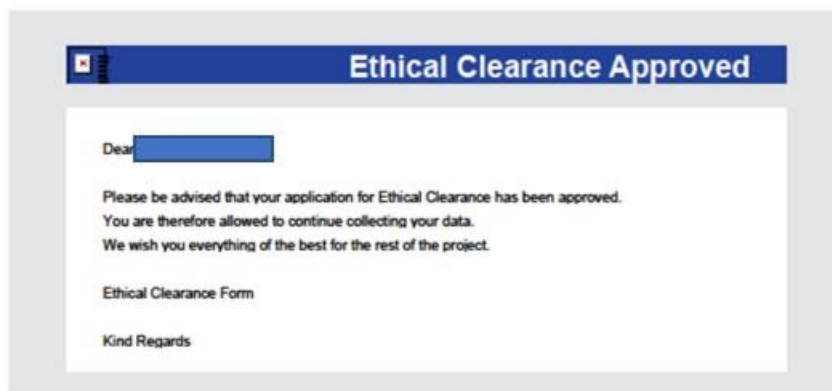 Ethical Clearance Approved
Dear
Please be advised that your application for Ethical Clearance has been approved.
You are therefore allowed to continue collecting your data.
We wish you everything of the best for the rest of the project.
Ethical Clearance Form
Kind Regards